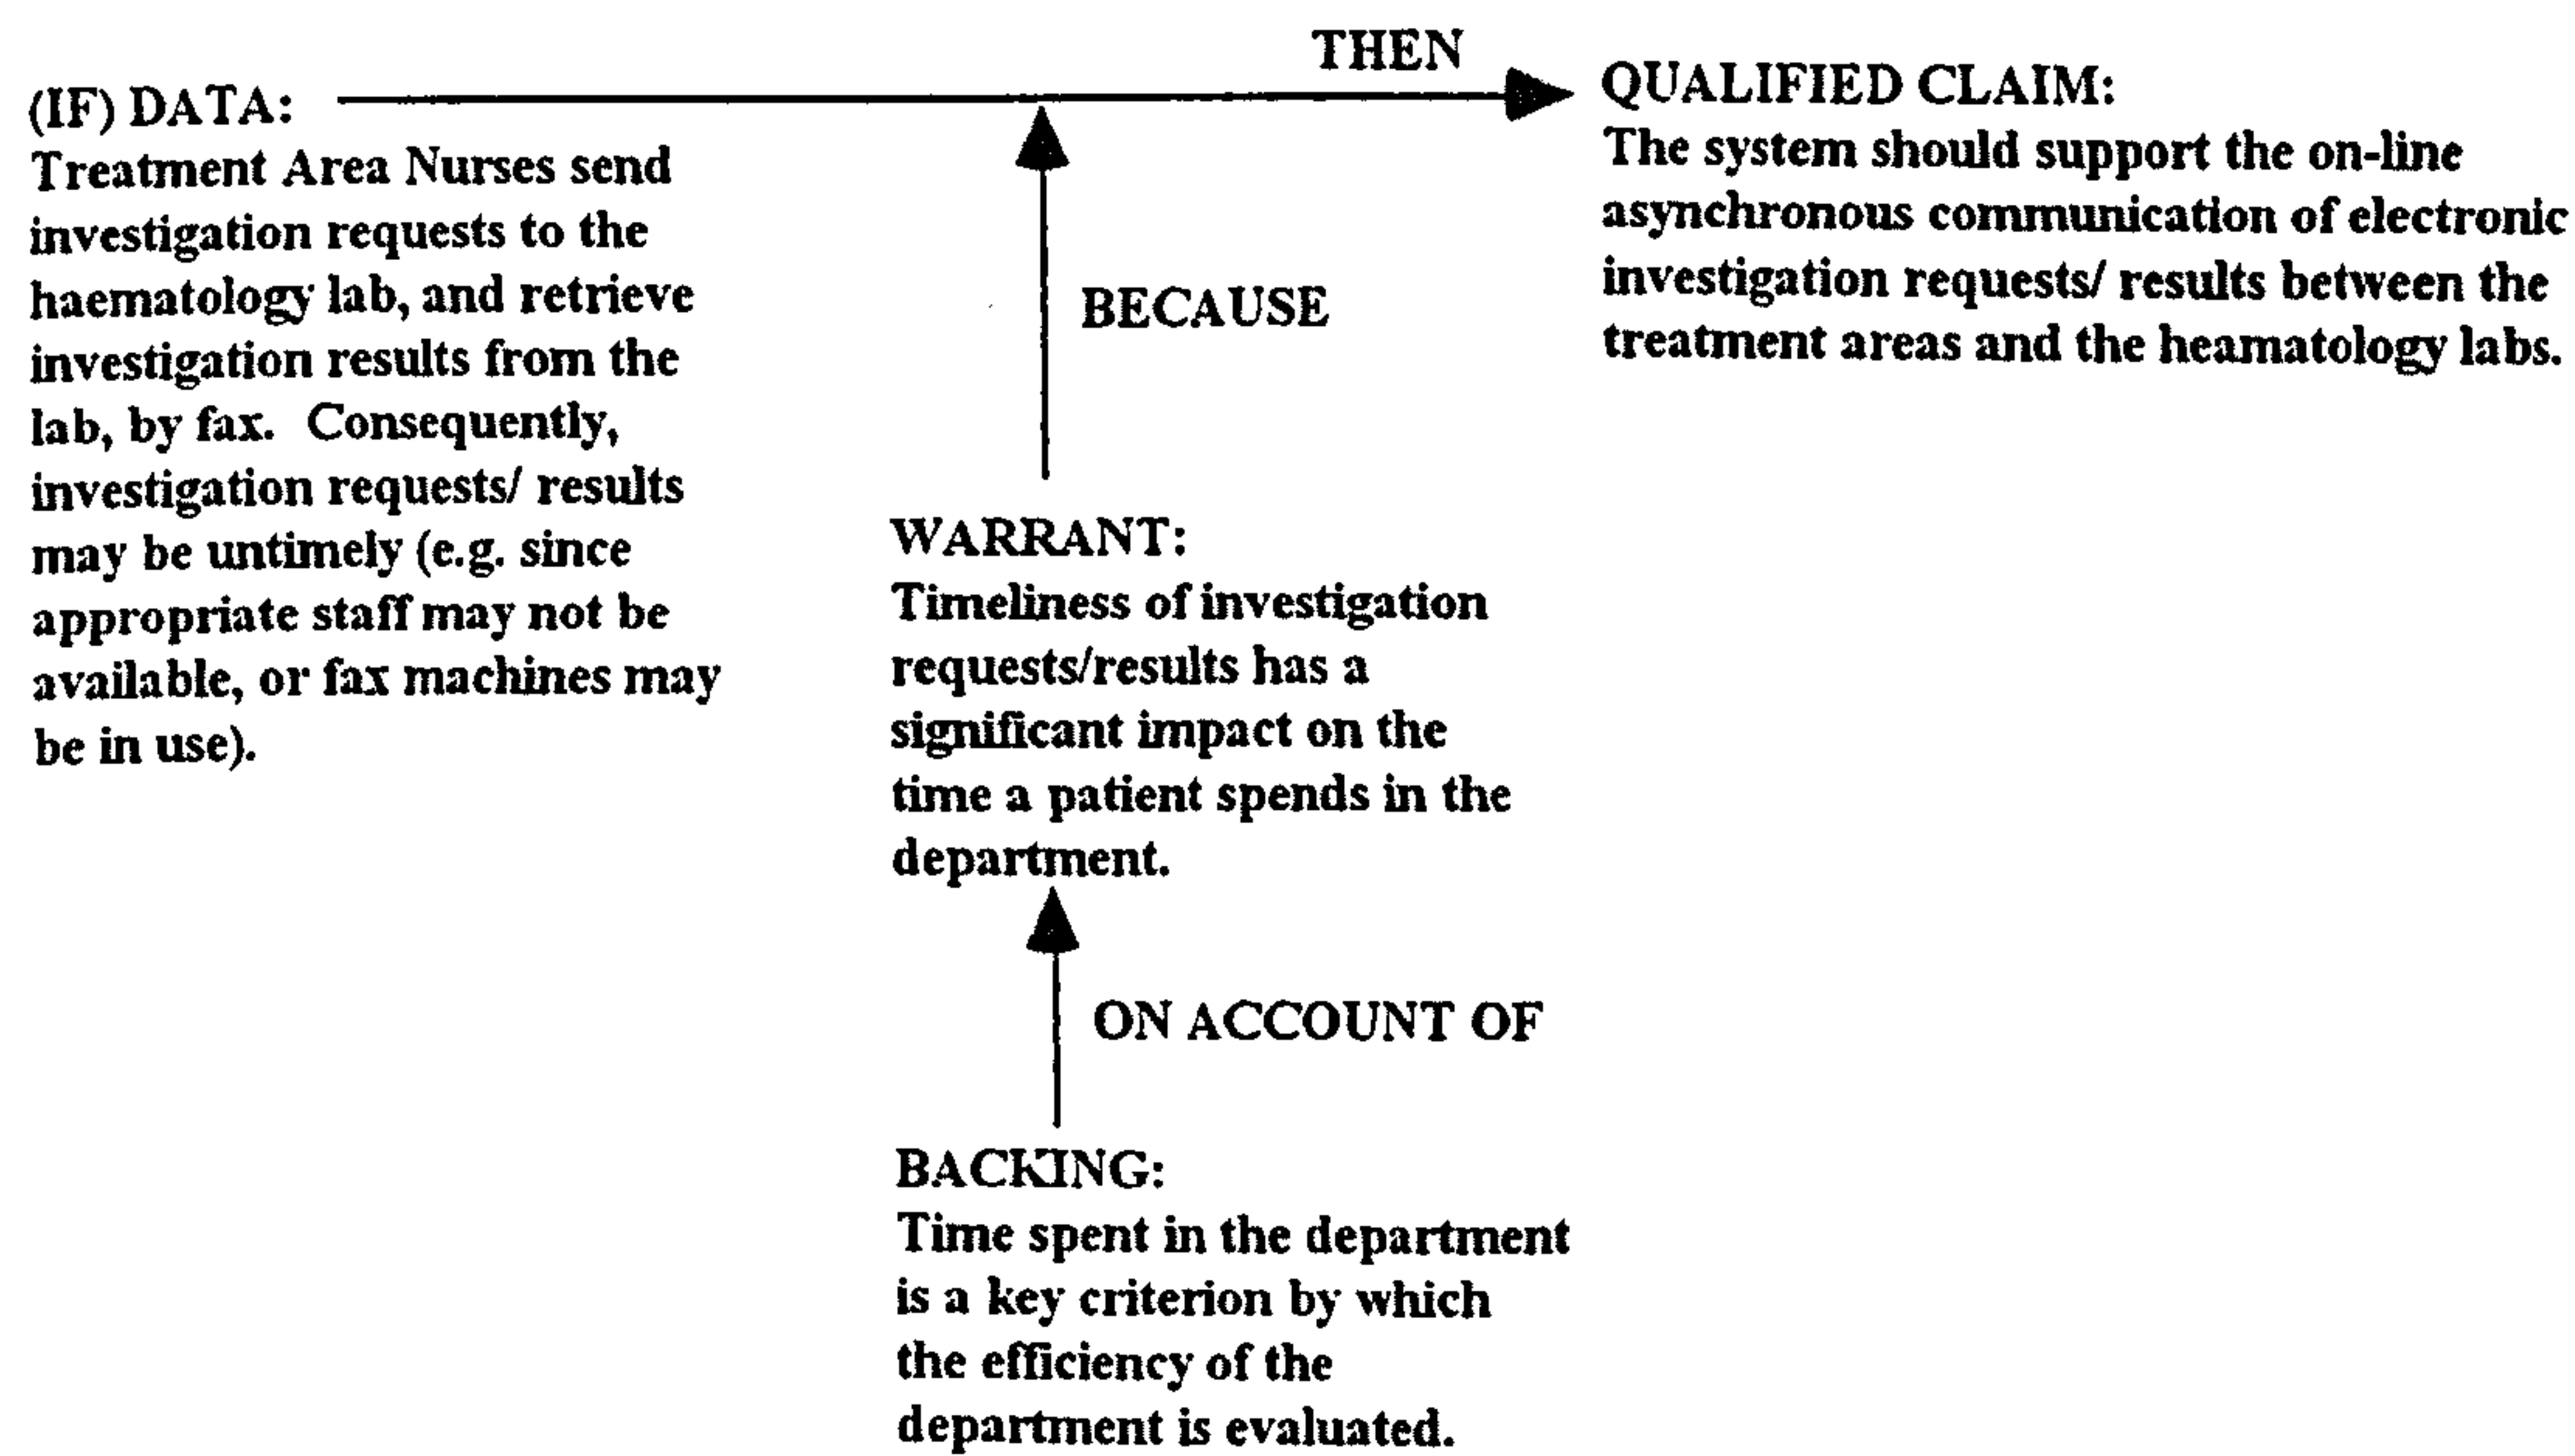 THEN
(IF) DATA:
Treatment Area Nurses send
investigation requests to the
haematology lab, and retrieve
investigation results from the
lab, by fax. Consequently,
investigation requests/ results
may be untimely (e.g. since
appropriate staff may not be
available, or fax machines may
be in use).
QUALIFIED CLAIM:
The system should support the on-line
asynchronous communication of electronic
investigation requests/ results between the
treatment areas and the heamatology labs.
BECAUSE
WARRANT:
Timeliness of investigation
requests/results has a
significant impact on the
time a patient spends in the
department.
ON ACCOUNT OF
BACKING:
Time spent in the department
is a key criterion by which
the efficiency of the
department is evaluated.